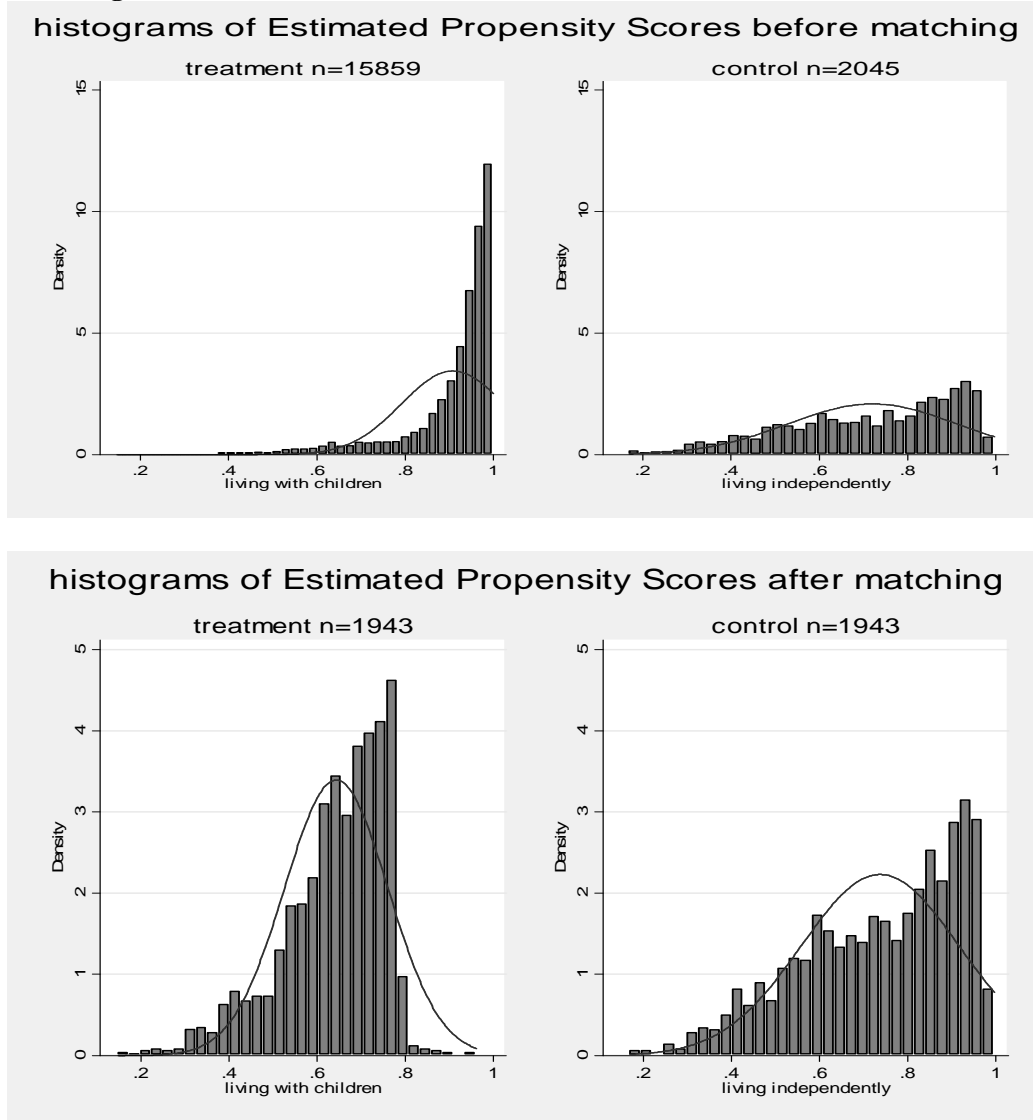 histograms of Estimated Propensity Scores before matching
treatment n=15859
control n=2045
Density
15
10
5
0
.2 .4 .6 .8 1
living with children
Density
15
10
5
0
.2 .4 .6 .8 1
living independently
histograms of Estimated Propensity Scores after matching
treatment n=1943
control n=1943
Density
5
4
3
2
1
0
.2 .4 .6 .8 1
living with children
Density
5
4
3
2
1
0
.2 .4 .6 .8 1
living independently